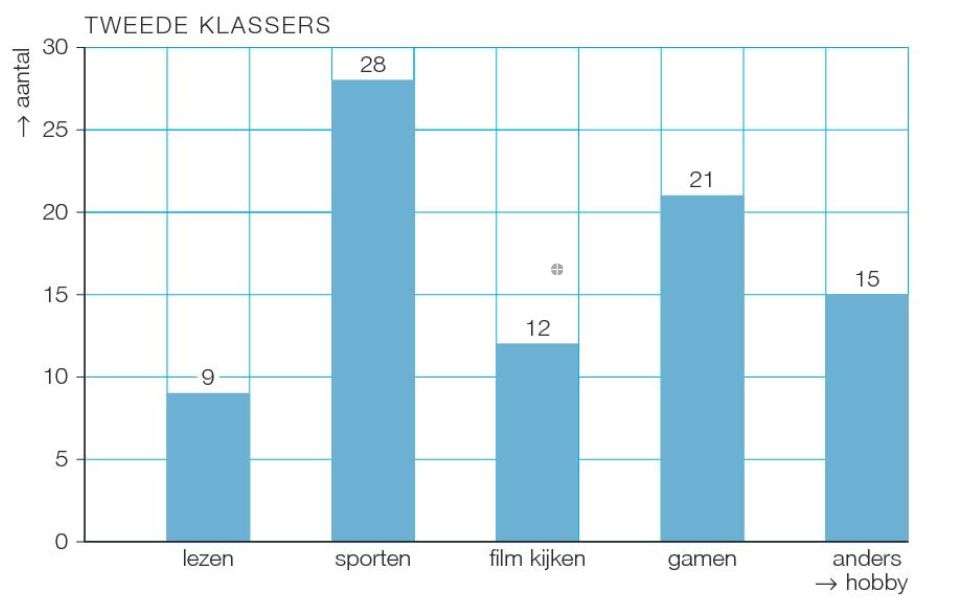 TWEEDE KLASSERS
→ aantal
30
25
20
15
10
5
0
9
28
12
21
15
lezen
sporten
film kijken
gamen
anders
→ hobby